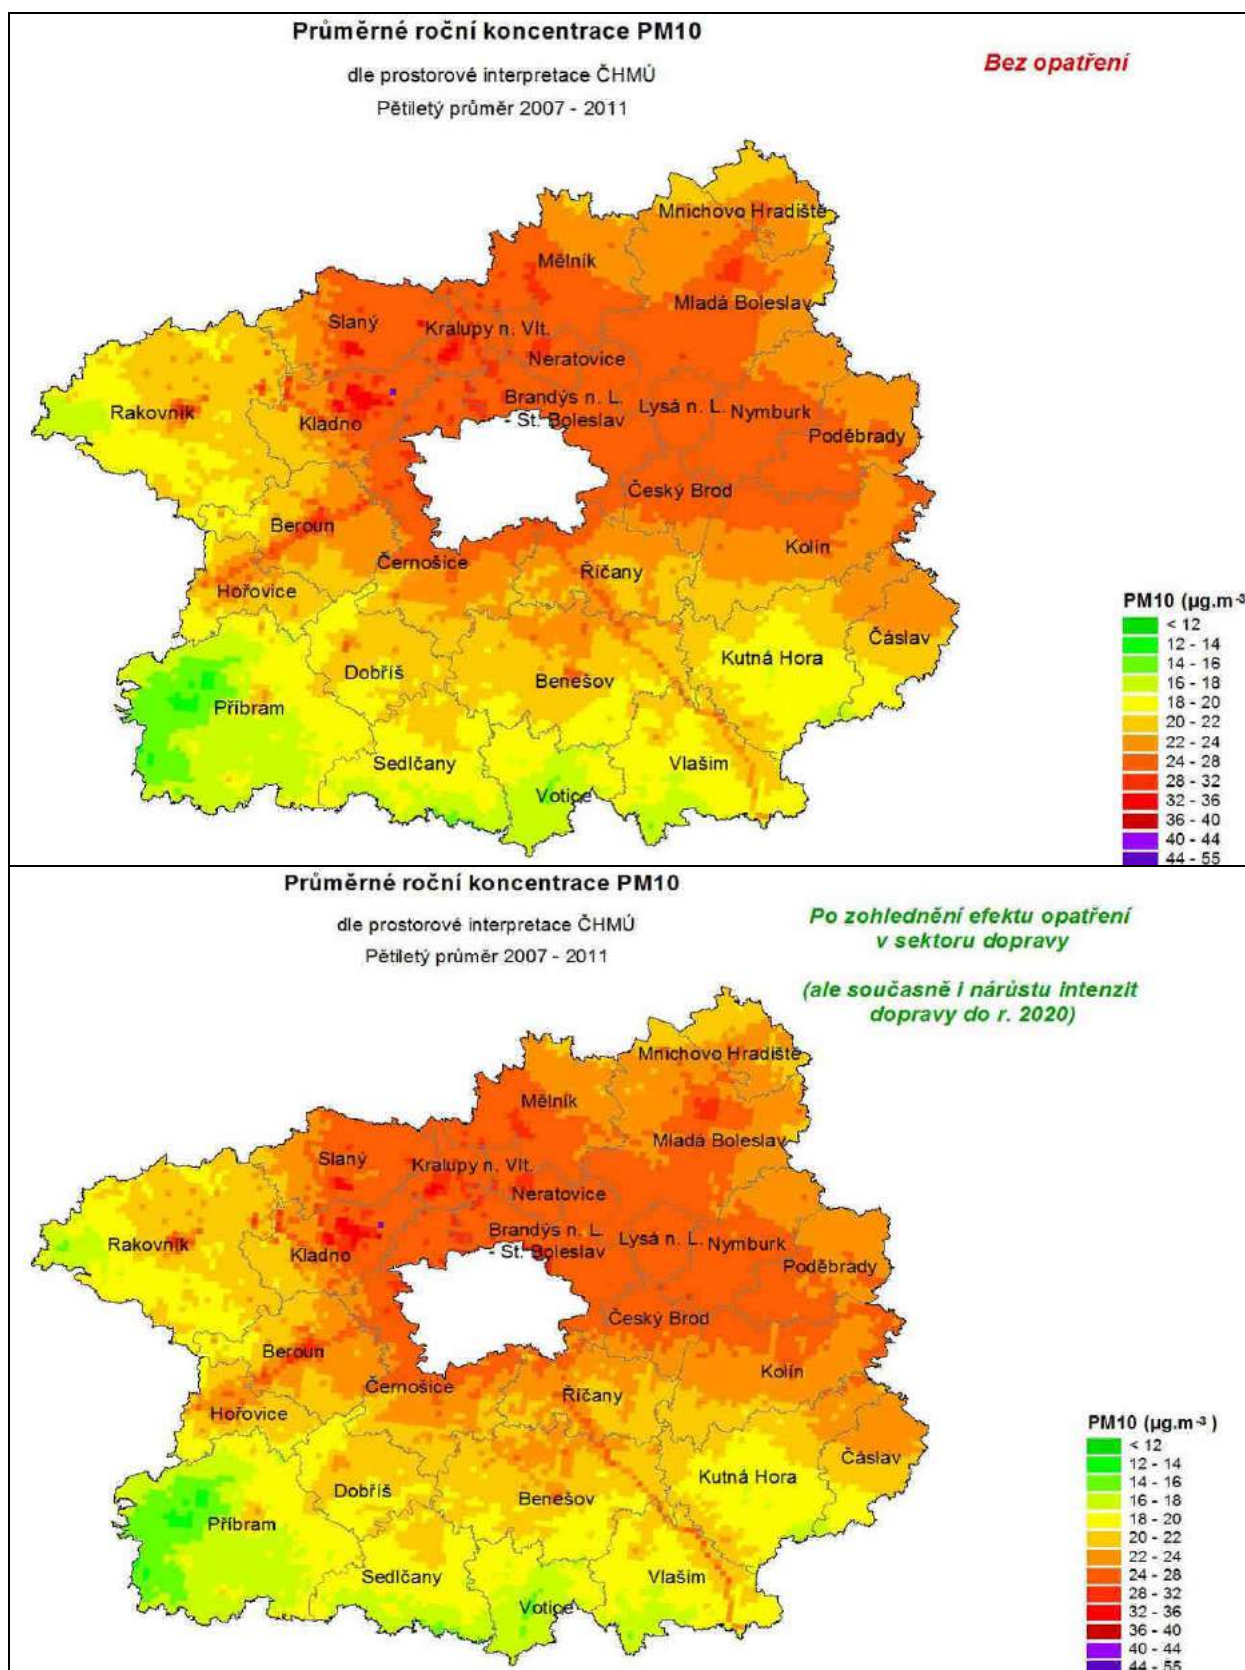 Průměrné roční koncentrace PM10
Bez opatření
dle prostorové interpretace ČHMÚ
Pětiletý průměr 2007 - 2011
Mnichovo Hradiště
Mělník
Mladá Boleslav
Slaný
Kralupy n. Vlt.
Neratovice
Brandýs n. L.
- St. Boleslav
Lysá n. L.
Nymburk
Rakovník
Kladno
Poděbrady
Český Brod
Beroun
Kolín
Černošice
Říčany
Hořovice
Čáslav
Kutná Hora
Dobříš
Benešov
Příbram
Sedlčany
Vlašim
Votice
PM10 (µg.m-3
< 12
12 - 14
14 - 16
16 - 18
18 - 20
20 - 22
22 - 24
24 - 28
28 - 32
32 - 36
36 - 40
40 - 44
44 - 55
Průměrné roční koncentrace PM10
dle prostorové interpretace ČHMÚ
Pětiletý průměr 2007 - 2011
Po zohlednění efektu opatření
v sektoru dopravy
(ale současně i nárůstu intenzit
dopravy do r. 2020)
Mnichovo Hradiště
Mělník
Mladá Boleslav
Slaný
Kralupy n. Vlt.
Neratovice
Brandýs n. L.
- St. Boleslav
Lysá n. L.
Nymburk
Rakovník
Kladno
Poděbrady
Český Brod
Beroun
Kolín
Černošice
Říčany
Hořovice
Čáslav
Kutná Hora
Dobříš
Benešov
Příbram
Sedlčany
Vlašim
Votice
PM10 (µg.m-3 )
< 12
12 - 14
14 - 16
16 - 18
18 - 20
20 - 22
22 - 24
24 - 28
28 - 32
32 - 36
36 - 40
40 - 44
44 - 55